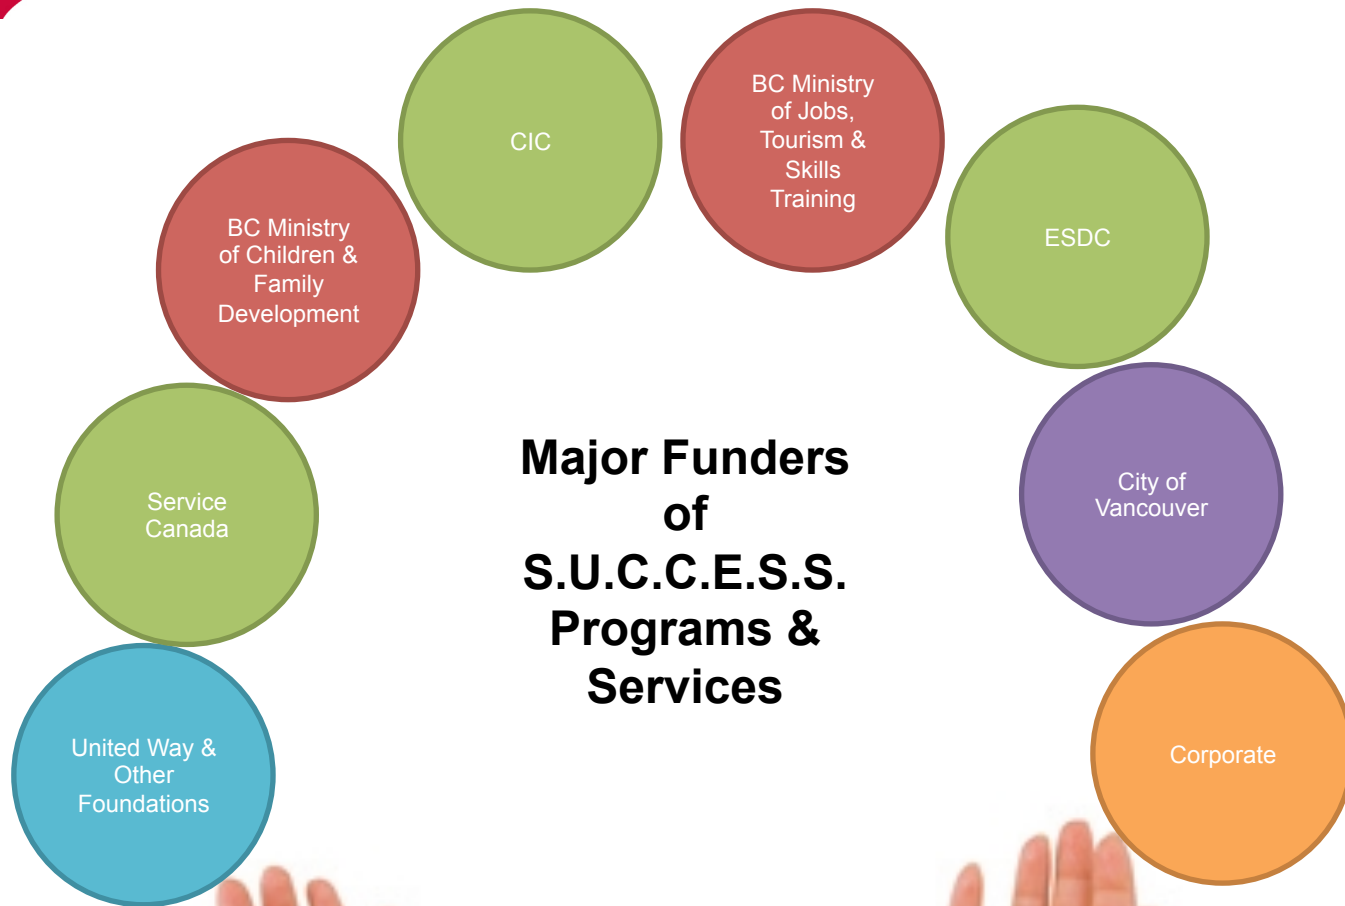 CIC
BC Ministry
of Jobs,
Tourism &
Skills
Training
BC Ministry
of Children &
Family
Development
ESDC
Service
Canada
Major Funders
of
S.U.C.C.E.S.S.
Programs &
Services
City of
Vancouver
United Way &
Other
Foundations
Corporate